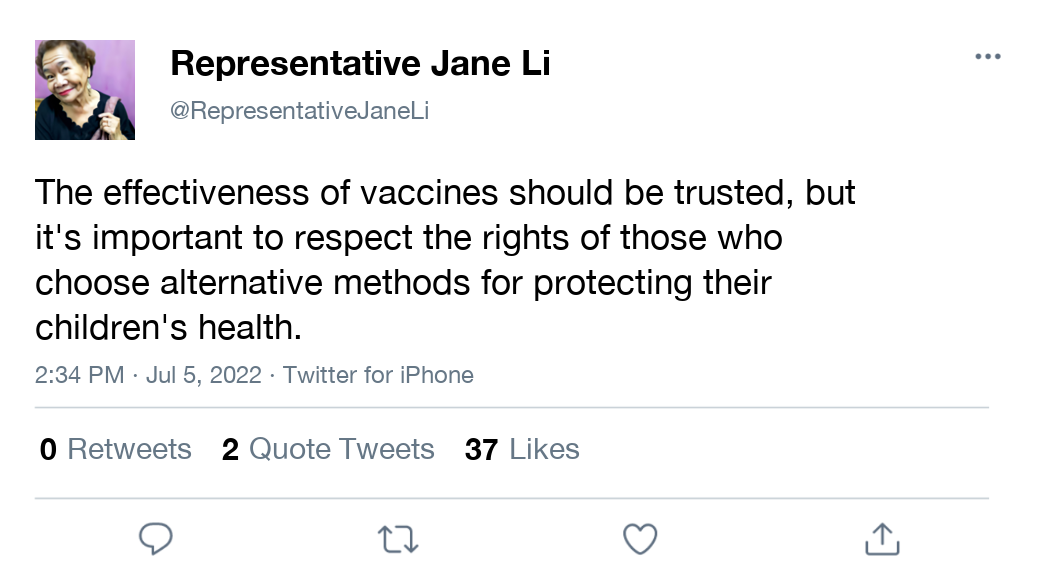 Representative Jane Li
@RepresentativeJaneLi
The effectiveness of vaccines should be trusted, but
it's important to respect the rights of those who
choose alternative methods for protecting their
children's health.
2:34 PM · Jul 5, 2022 · Twitter for iPhone
0 Retweets 2 Quote Tweets 37 Likes